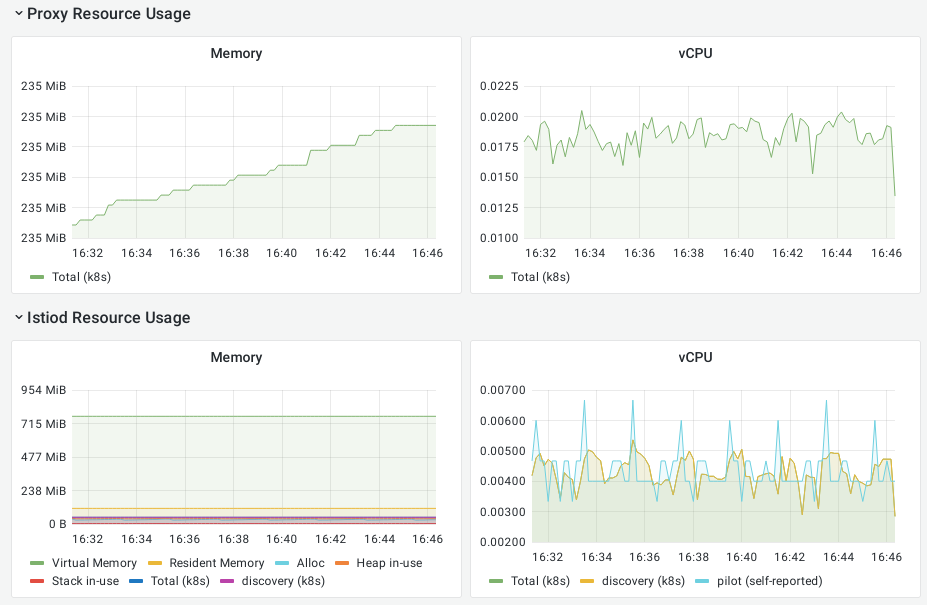 Proxy Resource Usage
Memory
235 MiB
235 MiB
235 MiB
235 MiB
235 MiB
235 MiB
16:32 16:34 16:36 16:38 16:40 16:42 16:44 16:46
Total (k8s)
vCPU
0.0225
0.0200
0.0175
0.0150
0.0125
0.0100
16:32 16:34 16:36 16:38 16:40 16:42 16:44 16:46
Total (k8s)
Istiod Resource Usage
Memory
954 MiB
715 MiB
477 MiB
238 MiB
0 B
16:32 16:34 16:36 16:38 16:40 16:42 16:44 16:46
Virtual Memory Resident Memory Alloc Heap in-use
Stack in-use Total (k8s) discovery (k8s)
vCPU
0.00700
0.00600
0.00500
0.00400
0.00300
0.00200
16:32 16:34 16:36 16:38 16:40 16:42 16:44 16:46
Total (k8s) discovery (k8s) pilot (self-reported)